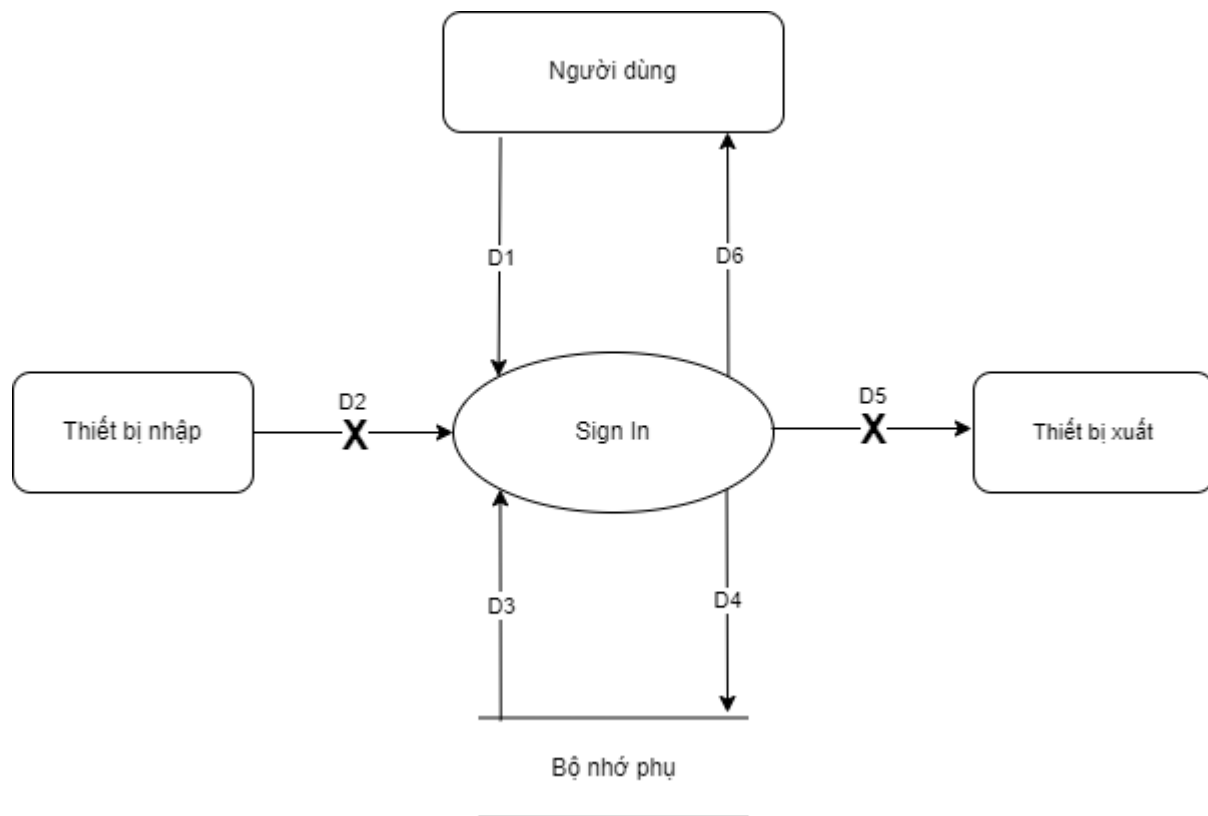 Người dùng
D1
D6
Thiết bị nhập
D2
X
Sign In
D5
X
Thiết bị xuất
D3
D4
Bộ nhớ phụ